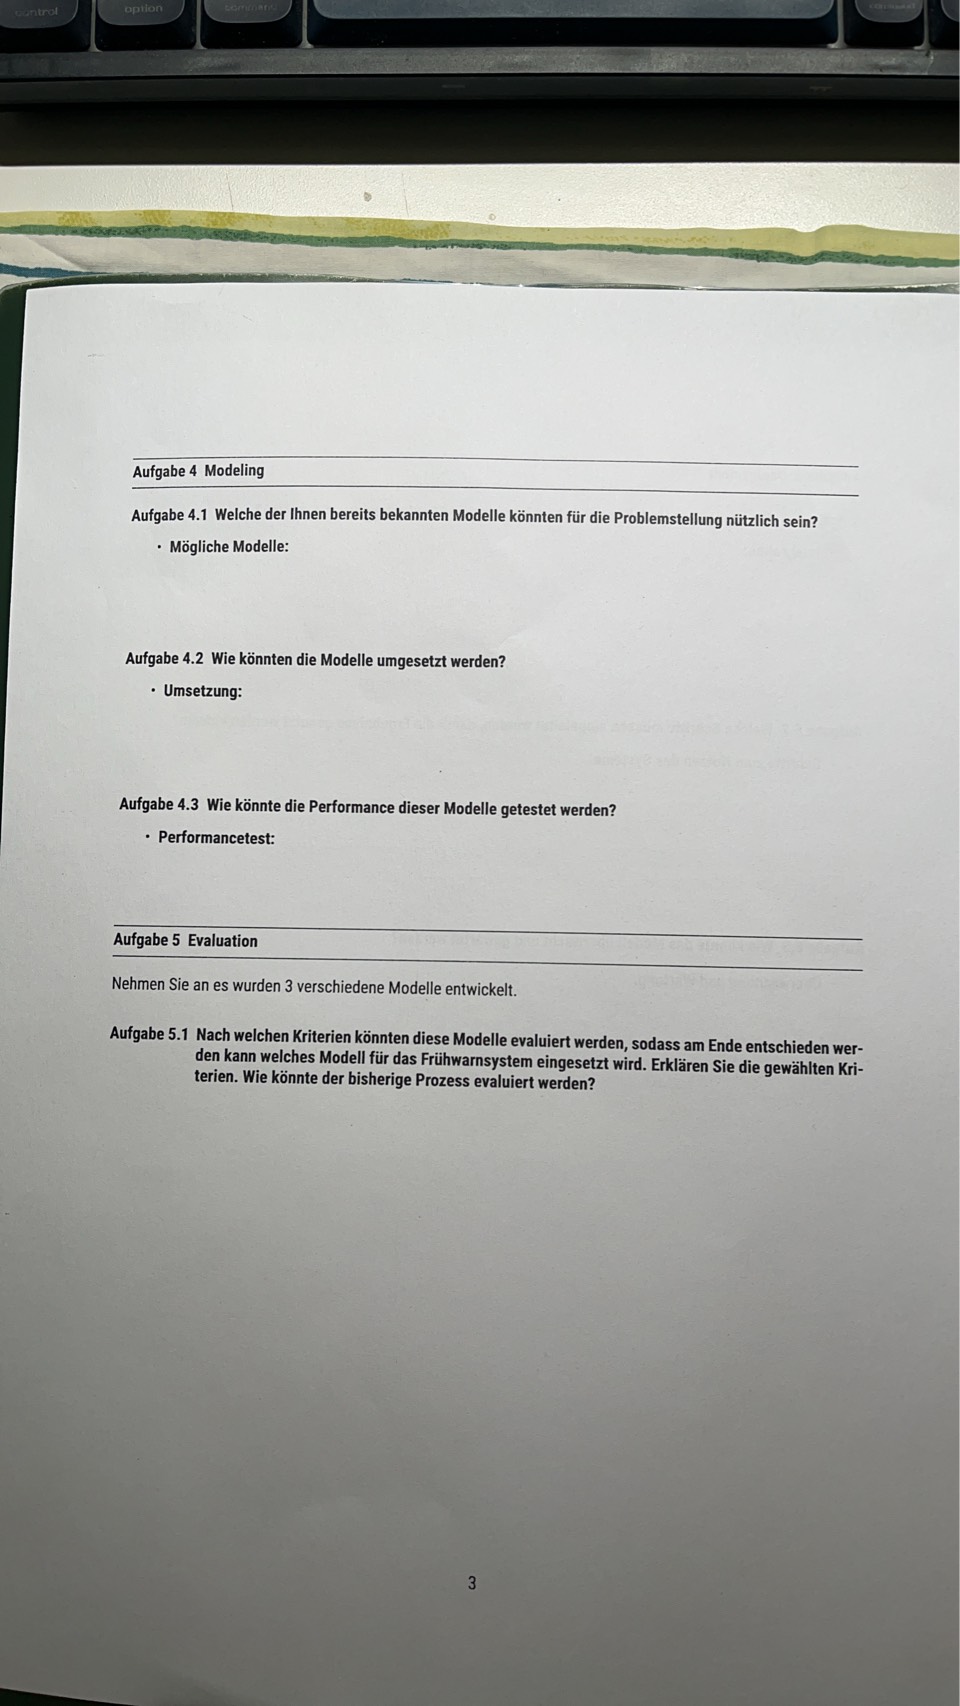 control
option
command
Aufgabe 4 Modeling
Aufgabe 4.1 Welche der Ihnen bereits bekannten Modelle könnten für die Problemstellung nützlich sein?
· Mögliche Modelle:
Aufgabe 4.2 Wie könnten die Modelle umgesetzt werden?
· Umsetzung:
Aufgabe 4.3 Wie könnte die Performance dieser Modelle getestet werden?
· Performancetest:
Aufgabe 5 Evaluation
Nehmen Sie an es wurden 3 verschiedene Modelle entwickelt.
Aufgabe 5.1 Nach welchen Kriterien könnten diese Modelle evaluiert werden, sodass am Ende entschieden wer-
den kann welches Modell für das Frühwarnsystem eingesetzt wird. Erklären Sie die gewählten Kri-
terien. Wie könnte der bisherige Prozess evaluiert werden?
3